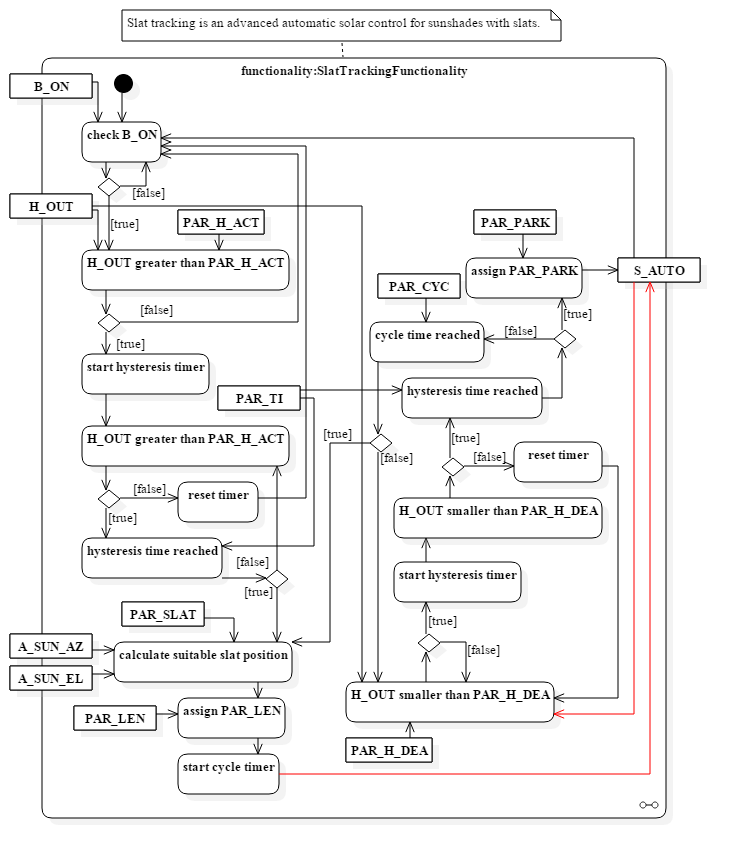 Slat tracking is an advanced automatic solar control for sunshades with slats.
functionality:SlatTrackingFunctionality
B_ON
check B_ON
[false]
H_OUT
[true]
PAR_H_ACT
PAR_PARK
H_OUT greater than PAR_H_ACT
assign PAR_PARK
S_AUTO
PAR_CYC
[false]
[true]
cycle time reached
[false]
[true]
start hysteresis timer
hysteresis time reached
PAR_TI
H_OUT greater than PAR_H_ACT
[true]
[true]
[false]
[false]
reset timer
[false]
reset timer
[true]
H_OUT smaller than PAR_H_DEA
hysteresis time reached
[false]
start hysteresis timer
[true]
PAR_SLAT
[true]
A_SUN_AZ
calculate suitable slat position
[false]
A_SUN_EL
H_OUT smaller than PAR_H_DEA
PAR_LEN
assign PAR_LEN
PAR_H_DEA
start cycle timer